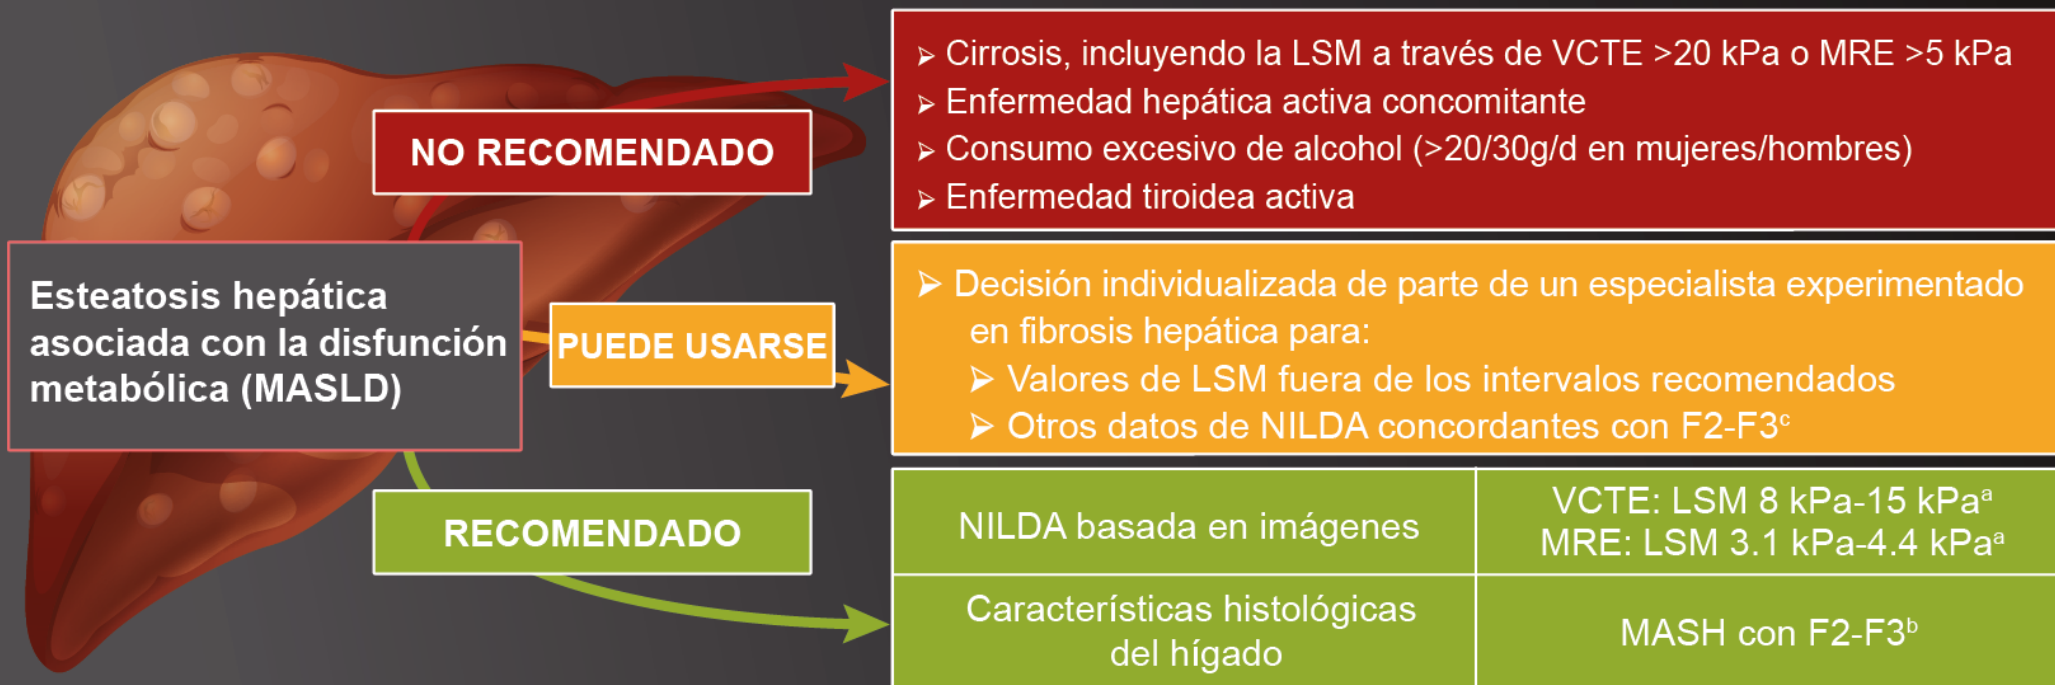 NO RECOMENDADO
➢ Cirrosis, incluyendo la LSM a través de VCTE >20 kPa o MRE >5 kPa
➢ Enfermedad hepática activa concomitante
➢ Consumo excesivo de alcohol (>20/30g/d en mujeres/hombres)
➢ Enfermedad tiroidea activa
Esteatosis hepática
asociada con la disfunción
metabólica (MASLD)
PUEDE USARSE
➢ Decisión individualizada de parte de un especialista experimentado
en fibrosis hepática para:
➢ Valores de LSM fuera de los intervalos recomendados
➢ Otros datos de NILDA concordantes con F2-F3ᶜ
RECOMENDADO
NILDA basada en imágenes
VCTE: LSM 8 kPa-15 kPaᵃ
MRE: LSM 3.1 kPa-4.4 kPaᵃ
Características histológicas
del hígado
MASH con F2-F3ᵇ